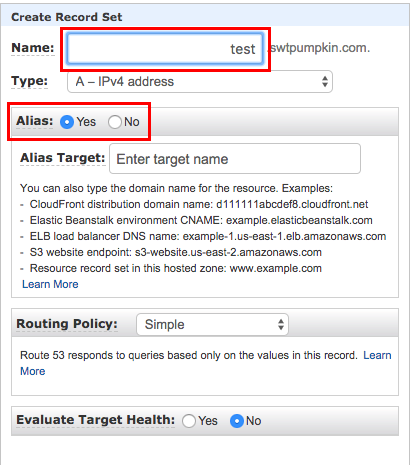 Create Record Set
Name: test .swtpumpkin.com.
Type: A – IPv4 address
Alias: Yes No
Alias Target: Enter target name
You can also type the domain name for the resource. Examples:
- CloudFront distribution domain name: d111111abcdef8.cloudfront.net
- Elastic Beanstalk environment CNAME: example.elasticbeanstalk.com
- ELB load balancer DNS name: example-1.us-east-1.elb.amazonaws.com
- S3 website endpoint: s3-website.us-east-2.amazonaws.com
- Resource record set in this hosted zone: www.example.com
Learn More
Routing Policy: Simple
Route 53 responds to queries based only on the values in this record. Learn
More
Evaluate Target Health: Yes No